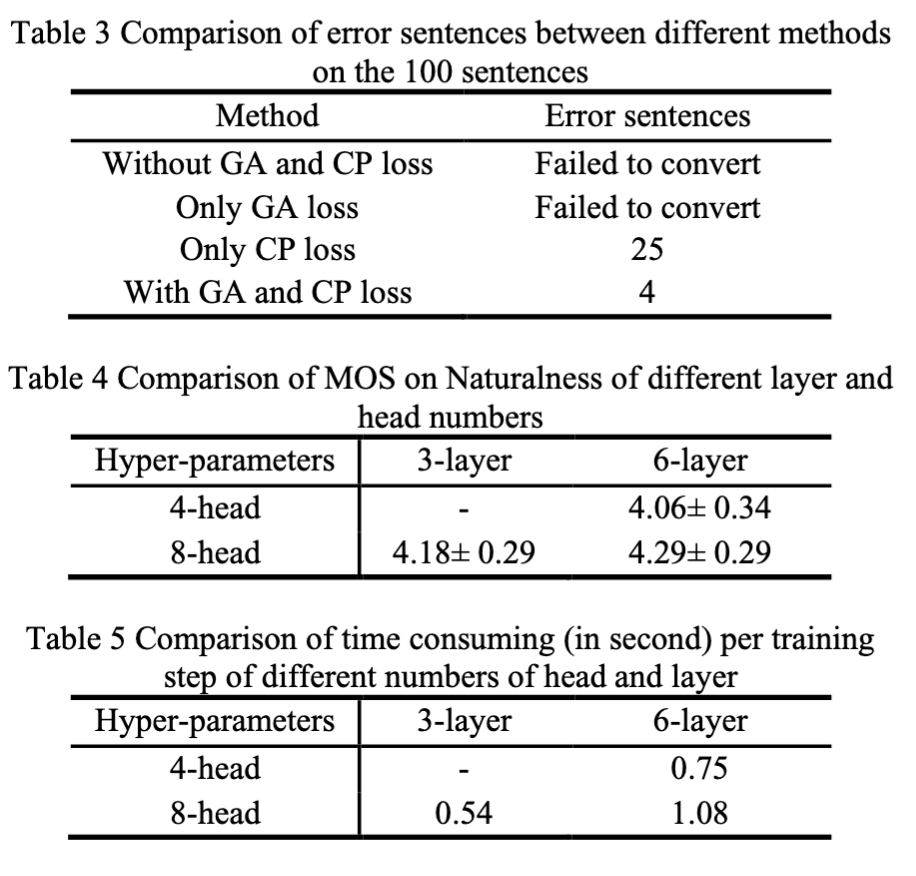 Table 3 Comparison of error sentences between different methods
on the 100 sentences
Method Error sentences
Without GA and CP loss Failed to convert
Only GA loss Failed to convert
Only CP loss 25
With GA and CP loss 4
Table 4 Comparison of MOS on Naturalness of different layer and
head numbers
Hyper-parameters 3-layer 6-layer
4-head - 4.06± 0.34
8-head 4.18± 0.29 4.29± 0.29
Table 5 Comparison of time consuming (in second) per training
step of different numbers of head and layer
Hyper-parameters 3-layer 6-layer
4-head - 0.75
8-head 0.54 1.08